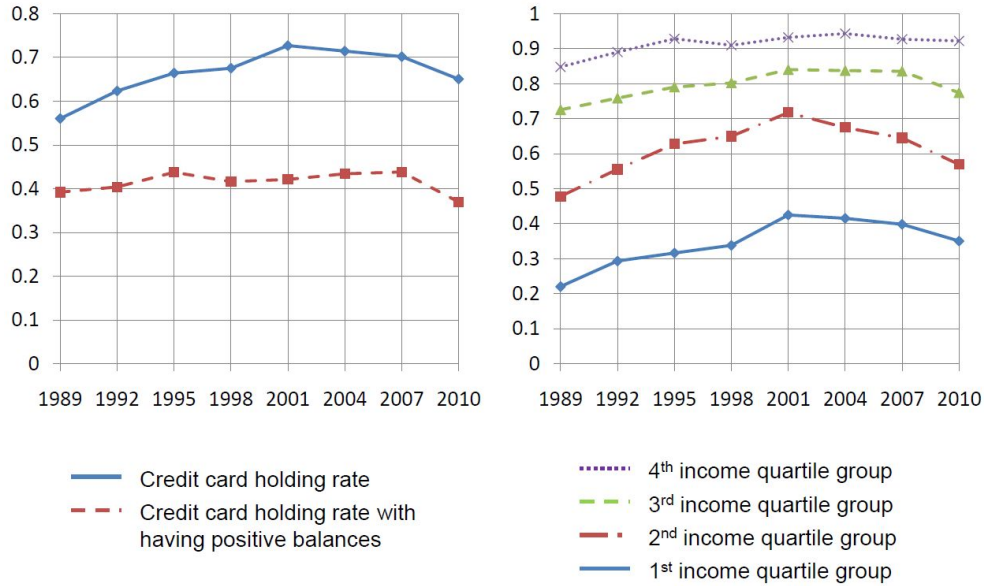 0.8
0.7
0.6
0.5
0.4
0.3
0.2
0.1
0
1989 1992 1995 1998 2001 2004 2007 2010
Credit card holding rate
Credit card holding rate with
having positive balances
1
0.9
0.8
0.7
0.6
0.5
0.4
0.3
0.2
0.1
0
1989 1992 1995 1998 2001 2004 2007 2010
4th income quartile group
3rd income quartile group
2nd income quartile group
1st income quartile group